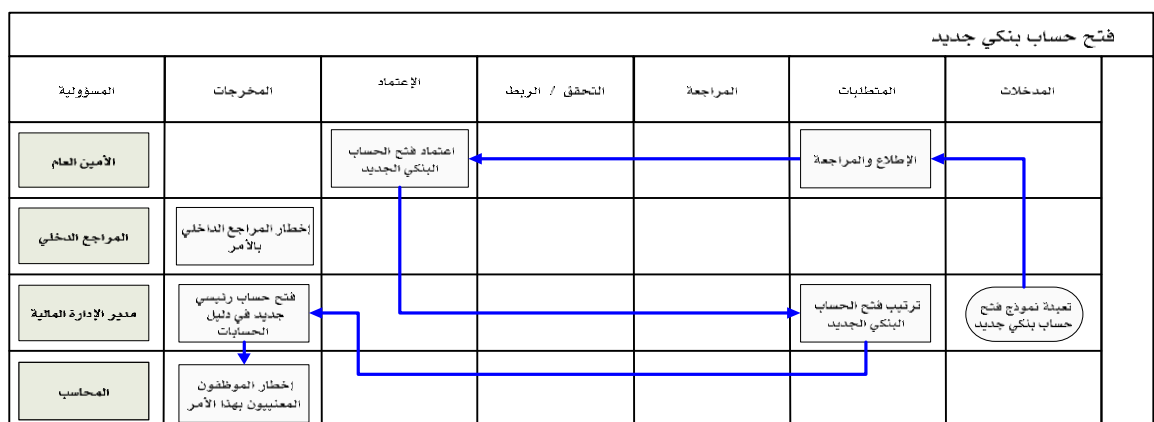 فتح حساب بنكي جديد
المدخلات
المتطلبات
المراجعة
التحقق / الربط
الإعتماد
المخرجات
المسؤولية
الإطلاع والمراجعة
اعتماد فتح الحساب
البنكي الجديد
الأمين العام
إخطار المراجع الداخلي
بالأمر
المراجع الدخلي
تعبئة نموذج فتح
حساب بنكي جديد
ترتيب فتح الحساب
البنكي الجديد
فتح حساب رئيسي
جديد في دليل
الحسابات
مدير الإدارة المالية
إخطار الموظفون
المعنييون بهذا الأمر
المحاسب